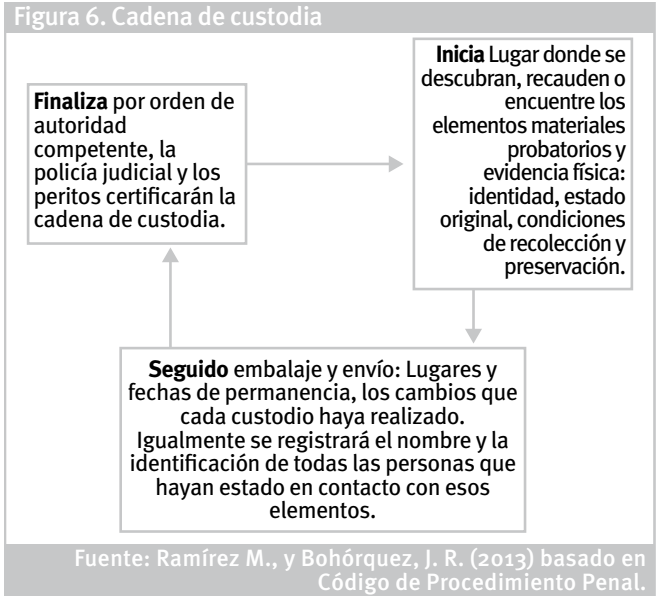 Figura 6. Cadena de custodia
Inicia Lugar donde se
descubran, recauden o
encuentre los
elementos materiales
probatorios y
evidencia física:
identidad, estado
original, condiciones
de recolección y
preservación.
Seguido embalaje y envío: Lugares y
fechas de permanencia, los cambios que
cada custodio haya realizado.
Igualmente se registrará el nombre y la
identificación de todas las personas que
hayan estado en contacto con esos
elementos.
Finaliza por orden de
autoridad
competente, la
policía judicial y los
peritos certificarán la
cadena de custodia.
Fuente: Ramírez M., y Bohórquez, J. R. (2013) basado en
Código de Procedimiento Penal.